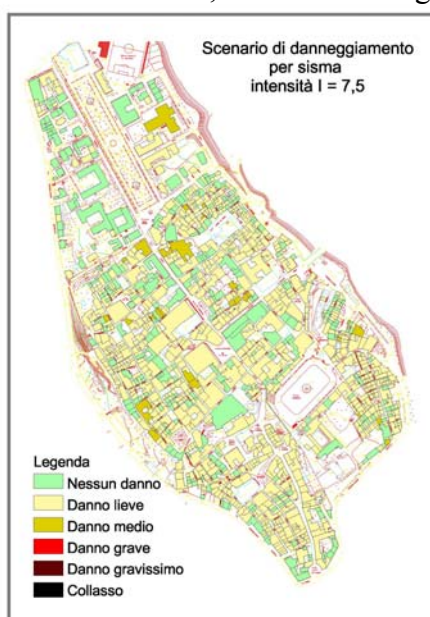 Scenario di danneggiamento
per sisma
intensità I = 7,5
Legenda
Nessun danno
Danno lieve
Danno medio
Danno grave
Danno gravissimo
Collasso